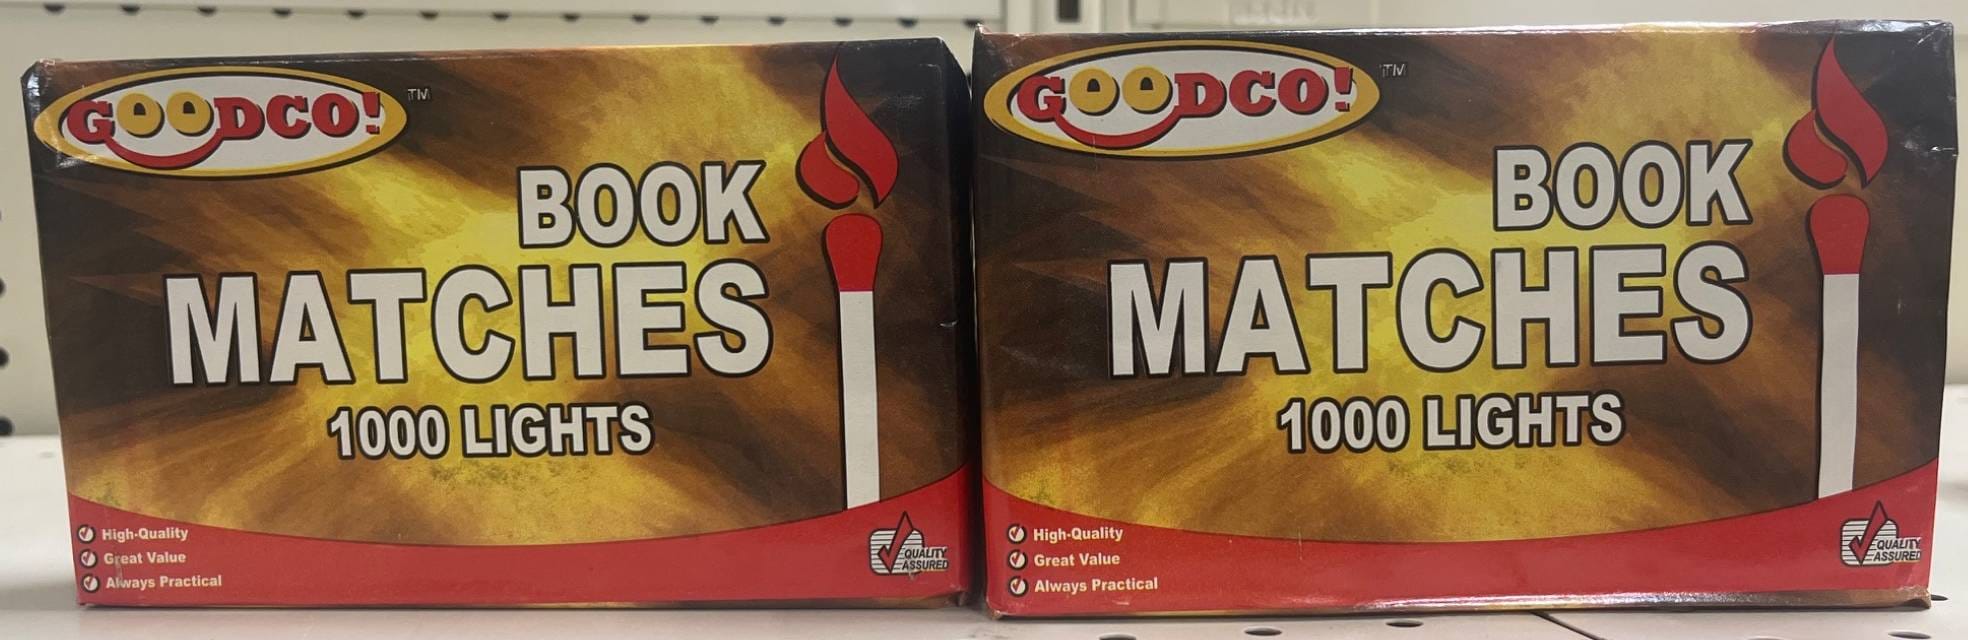 GOODCO! TM
BOOK
MATCHES
1000 LIGHTS
High-Quality
Great Value
Always Practical
QUALITY
ASSURED
GOODCO! TM
BOOK
MATCHES
1000 LIGHTS
High-Quality
Great Value
Always Practical
QUALITY
ASSURED